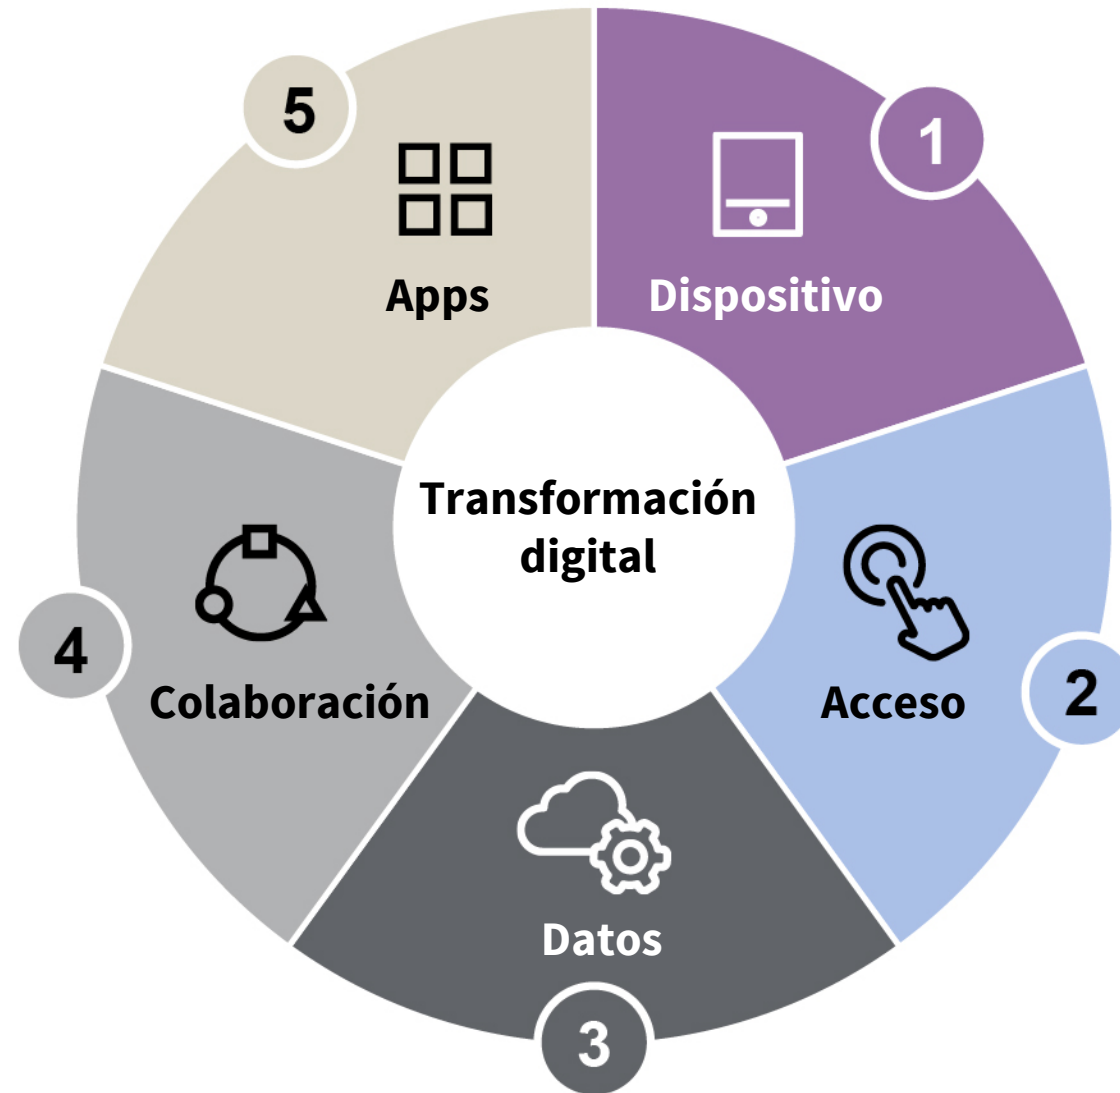 5
1
Apps
Dispositivo
Transformación
digital
4
Colaboración
Acceso
2
Datos
3